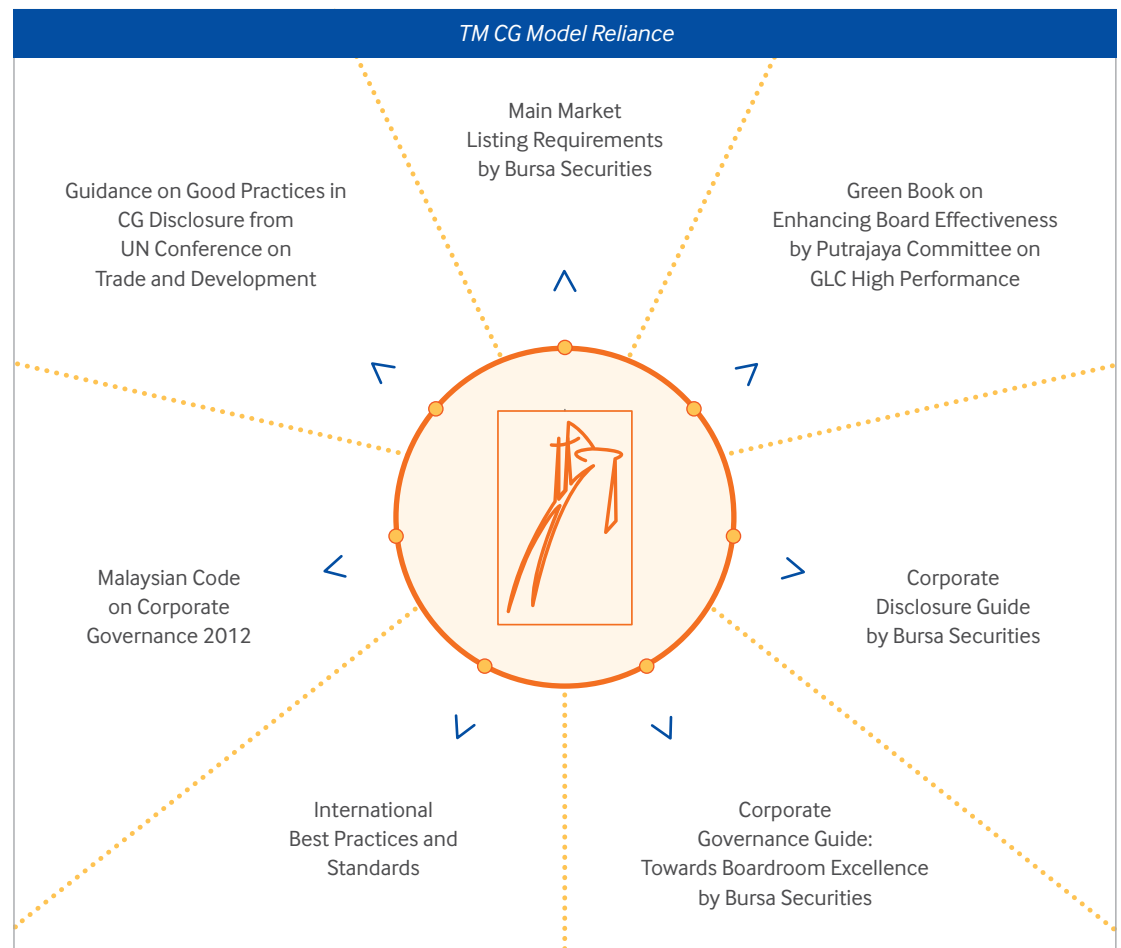 TM CG Model Reliance
Main Market
Listing Requirements
by Bursa Securities
Green Book on
Enhancing Board Effectiveness
by Putrajaya Committee on
GLC High Performance
Corporate
Disclosure Guide
by Bursa Securities
Corporate
Governance Guide:
Towards Boardroom Excellence
by Bursa Securities
International
Best Practices and
Standards
Malaysian Code
on Corporate
Governance 2012
Guidance on Good Practices in
CG Disclosure from
UN Conference on
Trade and Development